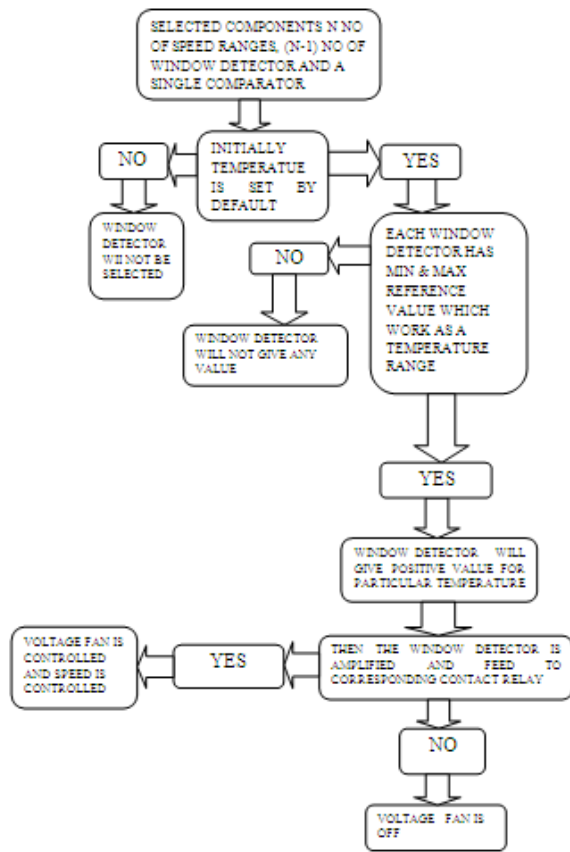 SELECTED COMPONENTS N NO
OF SPEED RANGES, (N-1) NO OF
WINDOW DETECTOR AND A
SINGLE COMPARATOR
NO
INITIALLY
TEMPERATUE
IS SET BY
DEFAULT
YES
WINDOW
DETECTOR
WII NOT BE
SELECTED
NO
EACH WINDOW
DETECTOR HAS
MIN & MAX
REFERENCE
VALUE WHICH
WORK AS A
TEMPERATURE
RANGE
WINDOW DETECTOR
WILL NOT GIVE ANY
VALUE
YES
WINDOW DETECTOR WILL
GIVE POSITIVE VALUE FOR
PARTICULAR TEMPERATURE
VOLTAGE FAN IS
CONTROLLED
AND SPEED IS
CONTROLLED
YES
THEN THE WINDOW DETECTOR IS
AMPLIFIED AND FEED TO
CORRESPONDING CONTACT RELAY
NO
VOLTAGE FAN IS
OFF